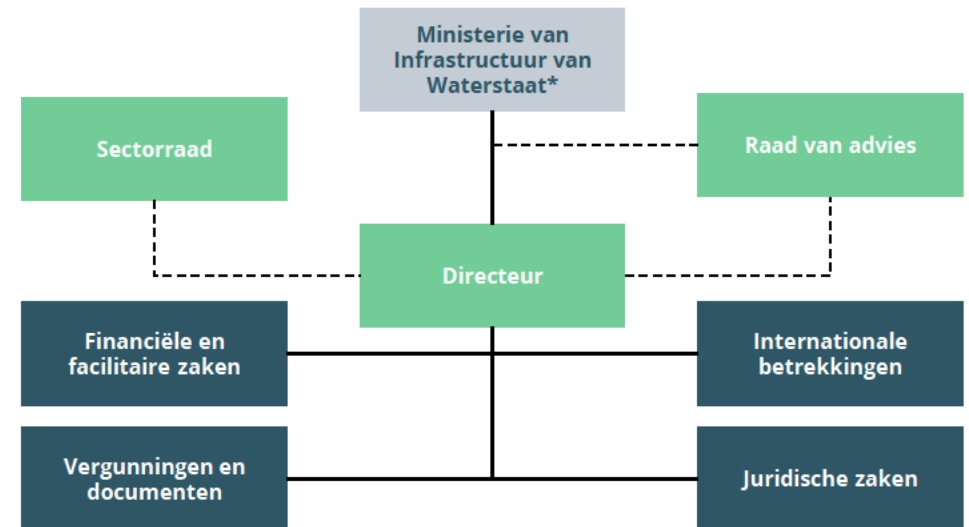 Ministerie van
Infrastructuur van
Waterstaat*
Sectorraad
Raad van advies
Directeur
Financiële en
facilitaire zaken
Internationale
betrekkingen
Vergunningen en
documenten
Juridische zaken